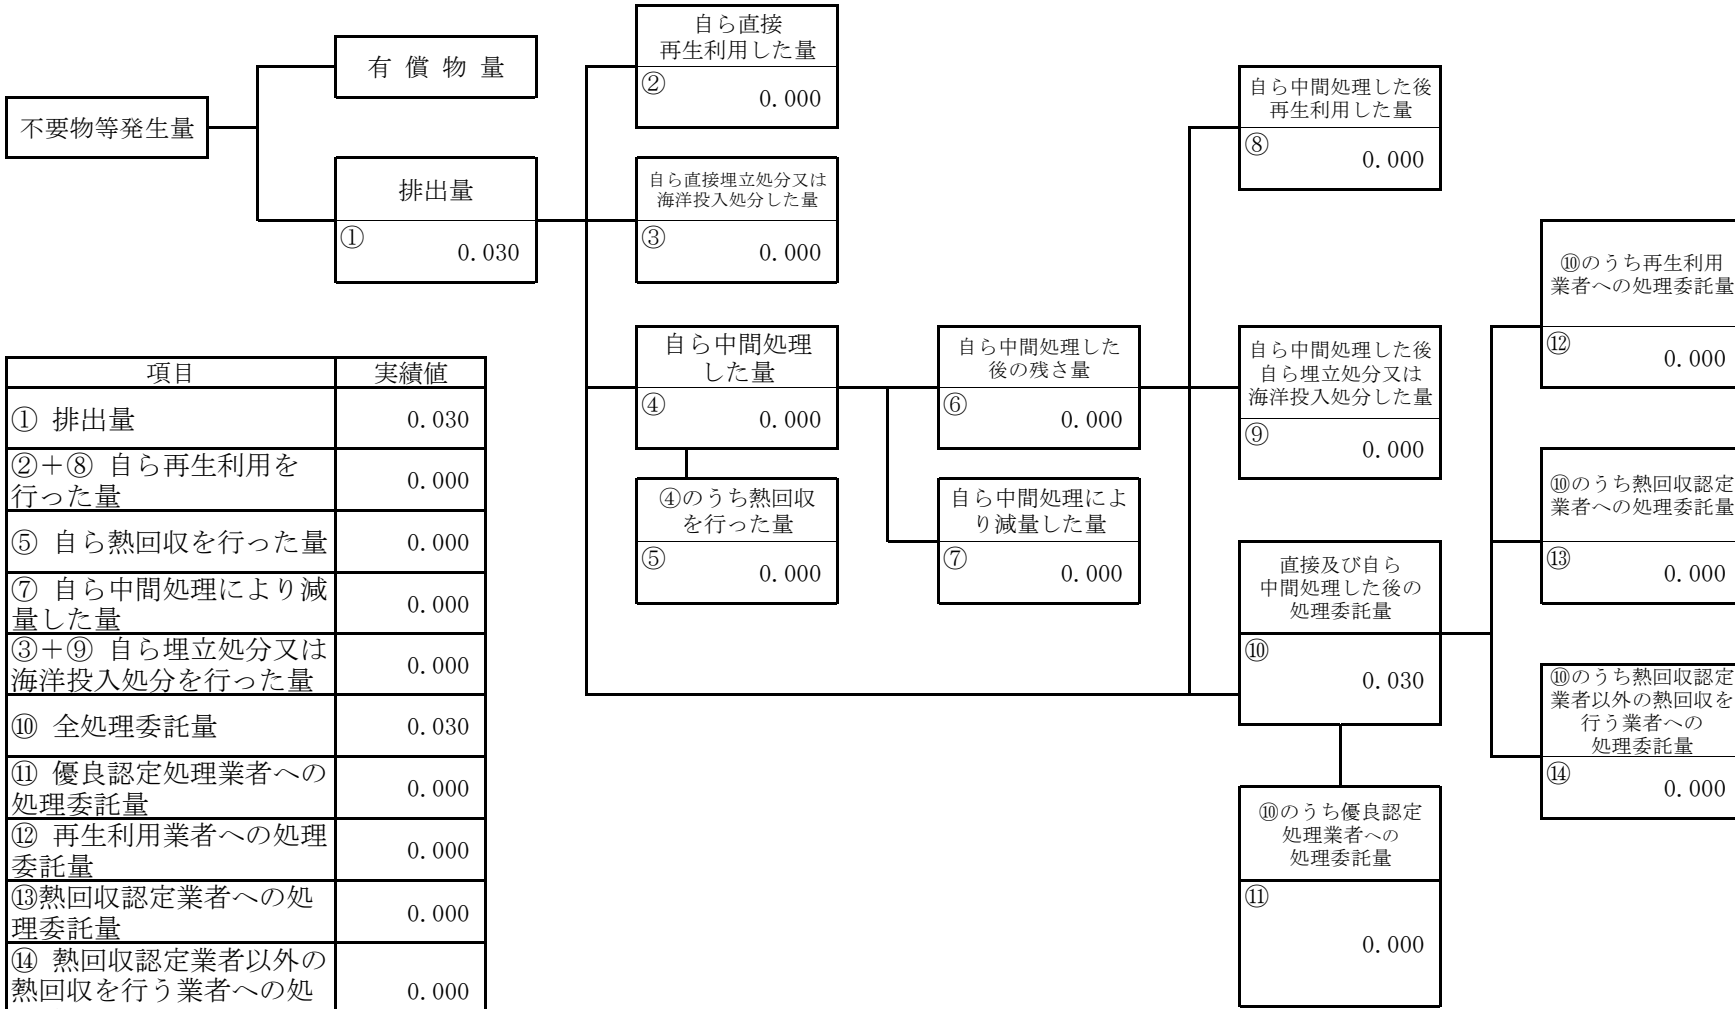 不要物等発生量
有 償 物 量
排出量
①
0.030
自ら直接
再生利用した量
②
0.000
自ら直接埋立処分又は
海洋投入処分した量
③
0.000
自ら中間処理
した量
④
0.000
④のうち熱回収
を行った量
⑤
0.000
自ら中間処理した
後の残さ量
⑥
0.000
自ら中間処理によ
り減量した量
⑦
0.000
自ら中間処理した後
再生利用した量
⑧
0.000
自ら中間処理した後
自ら埋立処分又は
海洋投入処分した量
⑨
0.000
直接及び自ら
中間処理した後の
処理委託量
⑩
0.030
⑩のうち優良認定
処理業者への
処理委託量
⑪
0.000
⑩のうち再生利用
業者への処理委託量
⑫
0.000
⑩のうち熱回収認定
業者への処理委託量
⑬
0.000
⑩のうち熱回収認定
業者以外の熱回収を
行う業者への
処理委託量
⑭
0.000
項目 実績値
① 排出量 0.030
②＋⑧ 自ら再生利用を
行った量
0.000
⑤ 自ら熱回収を行った量 0.000
⑦ 自ら中間処理により減
量した量
0.000
③＋⑨ 自ら埋立処分又は
海洋投入処分を行った量
0.000
⑩ 全処理委託量 0.030
⑪ 優良認定処理業者への
処理委託量
0.000
⑫ 再生利用業者への処理
委託量
0.000
⑬熱回収認定業者への処
理委託量
0.000
⑭ 熱回収認定業者以外の
熱回収を行う業者への処
0.000